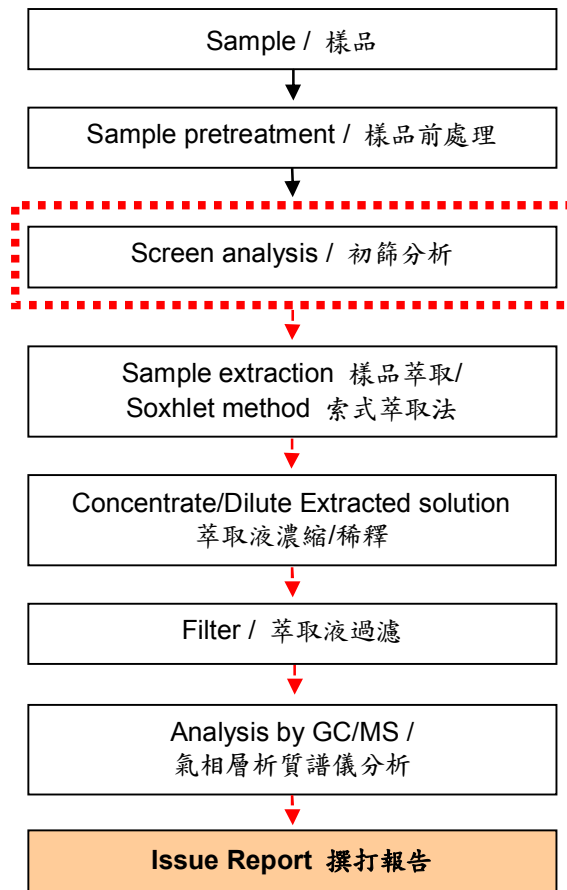 Sample / 樣品
Sample pretreatment / 樣品前處理
Screen analysis / 初篩分析
Sample extraction 樣品萃取/
Soxhlet method 索式萃取法
Concentrate/Dilute Extracted solution
萃取液濃縮/稀釋
Filter / 萃取液過濾
Analysis by GC/MS /
氣相層析質譜儀分析
Issue Report 撰打報告